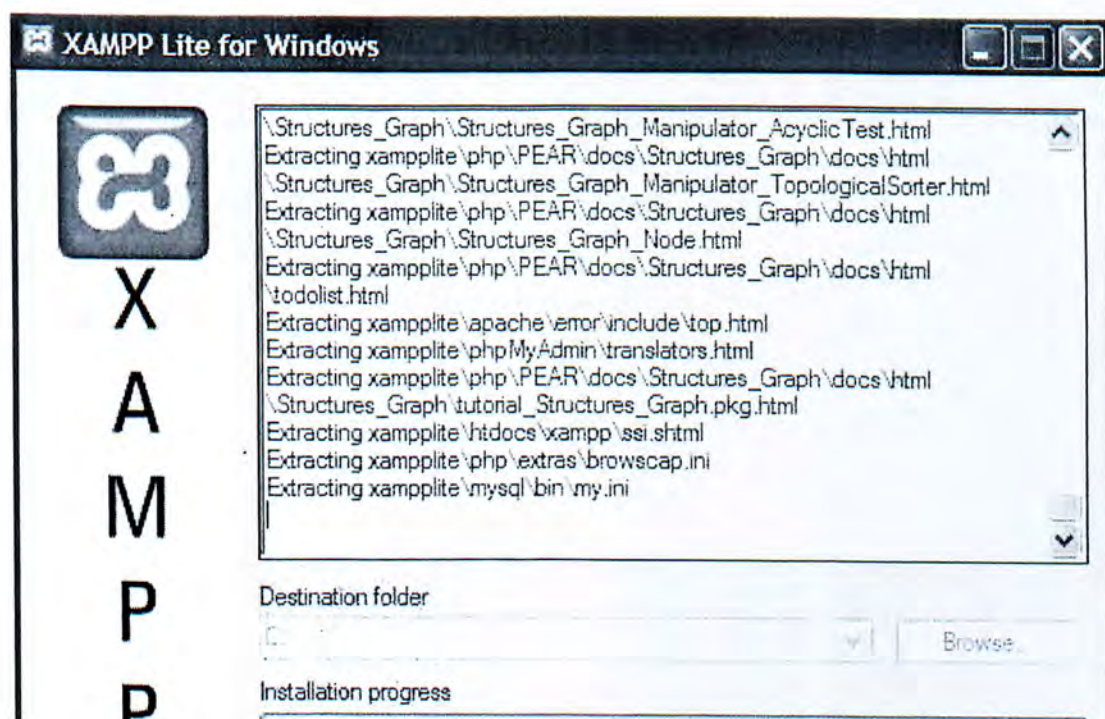 XAMPP Lite for Windows
\Structures_Graph\Structures_Graph_Manipulator_AcyclicTest.html
Extracting xampplite\php\PEAR\docs\Structures_Graph\docs\html
\Structures_Graph\Structures_Graph_Manipulator_TopologicalSorter.html
Extracting xampplite\php\PEAR\docs\Structures_Graph\docs\html
\Structures_Graph\Structures_Graph_Node.html
Extracting xampplite\php\PEAR\docs\Structures_Graph\docs\html
\todolist.html
Extracting xampplite\apache\error\include\top.html
Extracting xampplite\phpMyAdmin\translators.html
Extracting xampplite\php\PEAR\docs\Structures_Graph\docs\html
\Structures_Graph\tutorial_Structures_Graph.pkg.html
Extracting xampplite\htdocs\xampp\ssi.shtml
Extracting xampplite\php\extras\browscap.ini
Extracting xampplite\mysql\bin\my.ini
X
A
M
P
P
Destination folder
Browse...
Installation progress